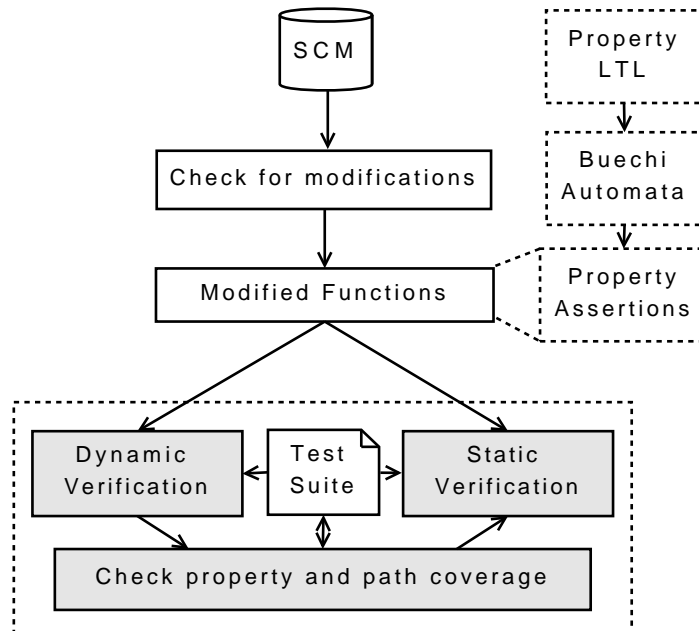 SCM
Property
LTL
Check for modifications
Buechi
Automata
Modified Functions
Property
Assertions
Dynamic
Verification
Test
Suite
Static
Verification
Check property and path coverage